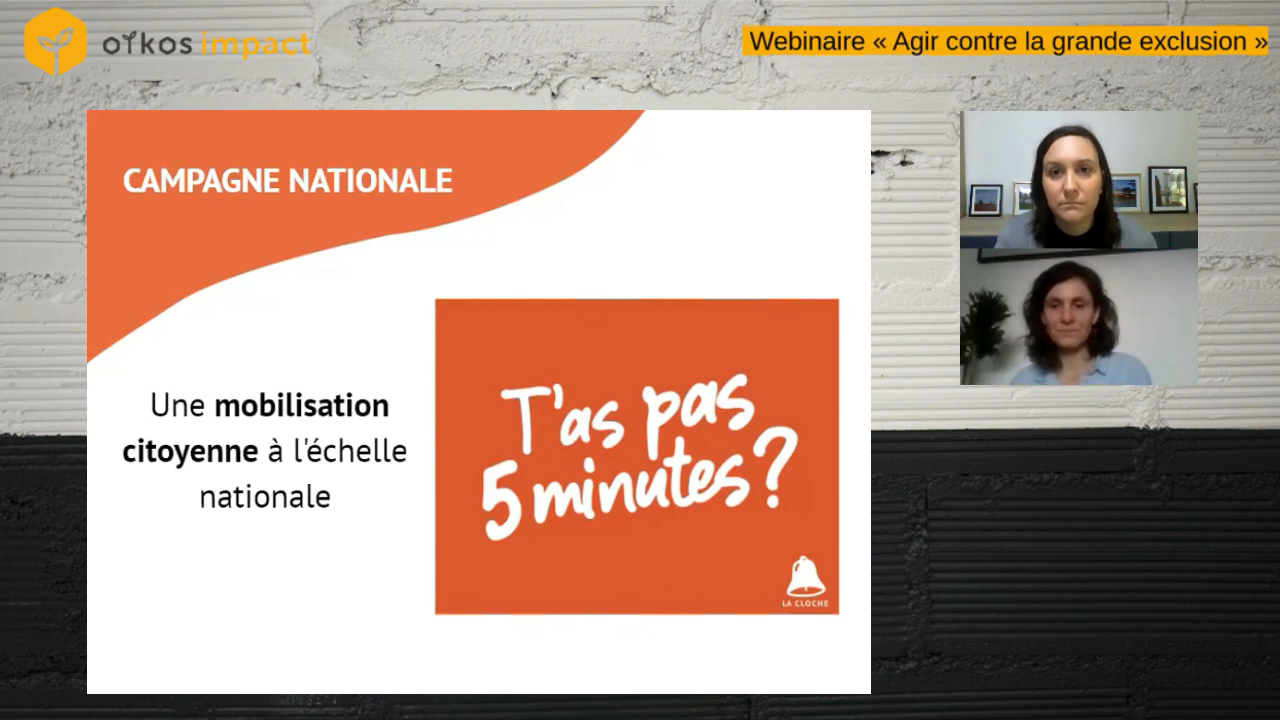 oikos impact
Webinaire « Agir contre la grande exclusion »
CAMPAGNE NATIONALE
Une mobilisation
citoyenne à l'échelle
nationale
T'as pas
5 minutes ?
LA CLOCHE